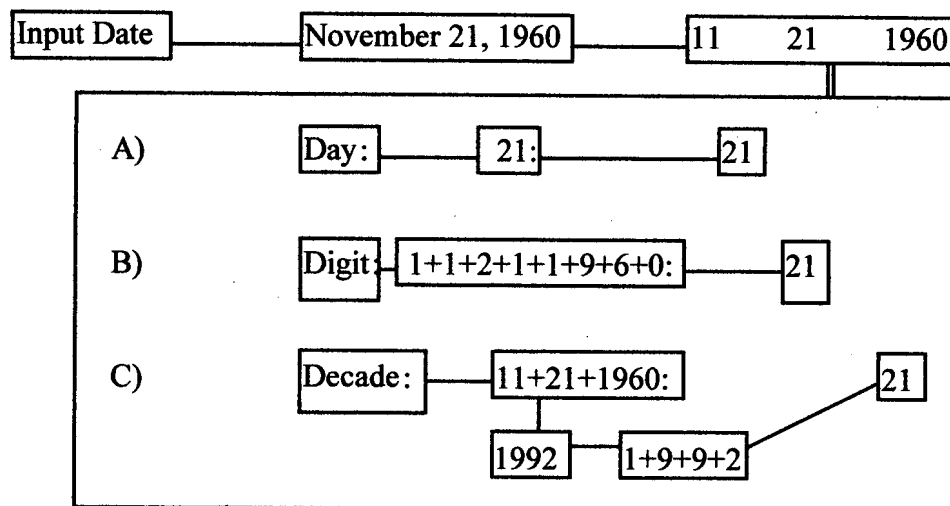 Input Date November 21, 1960 11 21 1960
A) Day: 21: 21
B) Digit: 1+1+2+1+1+9+6+0: 21
C) Decade: 11+21+1960: 21
1992 1+9+9+2